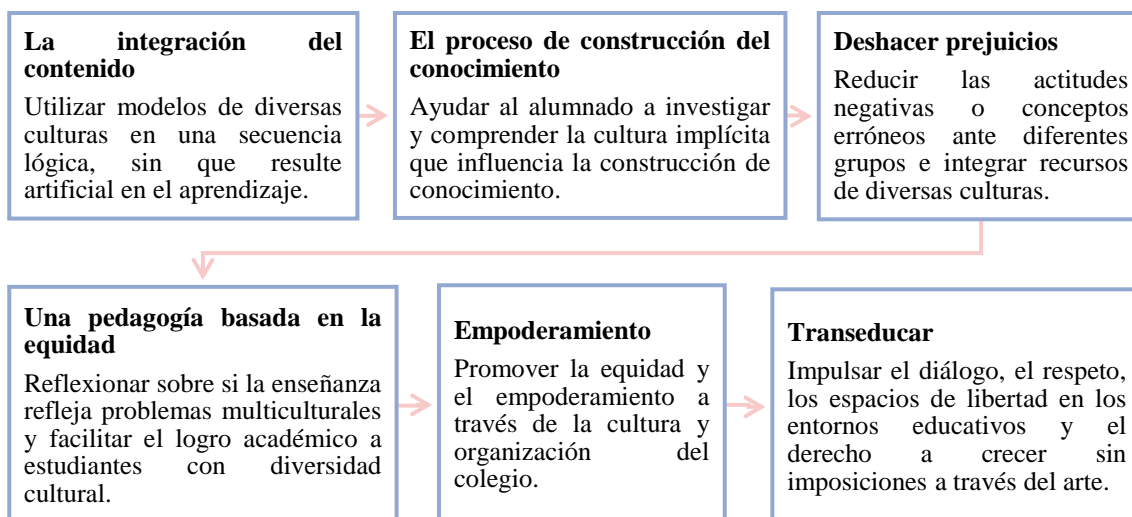 La integración del
contenido
Utilizar modelos de diversas
culturas en una secuencia
lógica, sin que resulte
artificial en el aprendizaje.
El proceso de construcción del
conocimiento
Ayudar al alumnado a investigar
y comprender la cultura implícita
que influencia la construcción de
conocimiento.
Deshacer prejuicios
Reducir las actitudes
negativas o conceptos
erróneos ante diferentes
grupos e integrar recursos
de diversas culturas.
Una pedagogía basada en la
equidad
Reflexionar sobre si la enseñanza
refleja problemas multiculturales
y facilitar el logro académico a
estudiantes con diversidad
cultural.
Empoderamiento
Promover la equidad y
el empoderamiento a
través de la cultura y
organización del
colegio.
Transeducar
Impulsar el diálogo, el respeto,
los espacios de libertad en los
entornos educativos y el
derecho a crecer sin
imposiciones a través del arte.